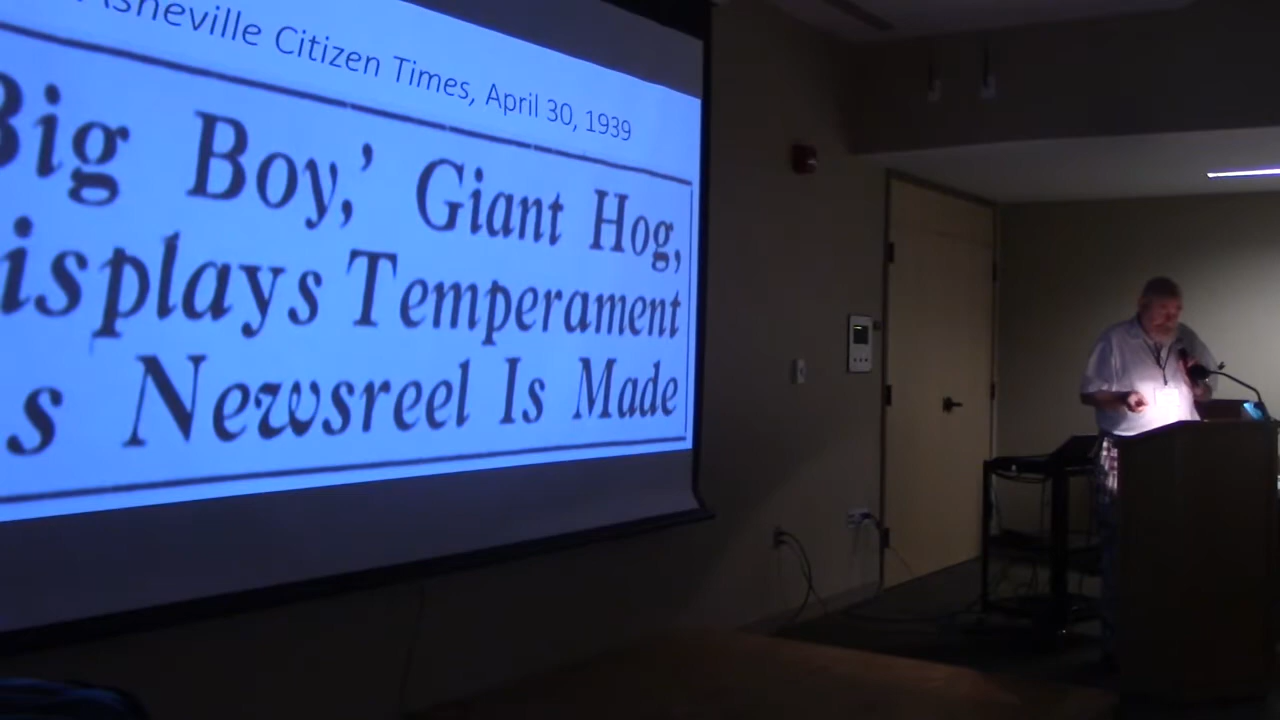 Asheville Citizen Times, April 30, 1939
Big Boy,’ Giant Hog,
isplays Temperament
s Newsreel Is Made